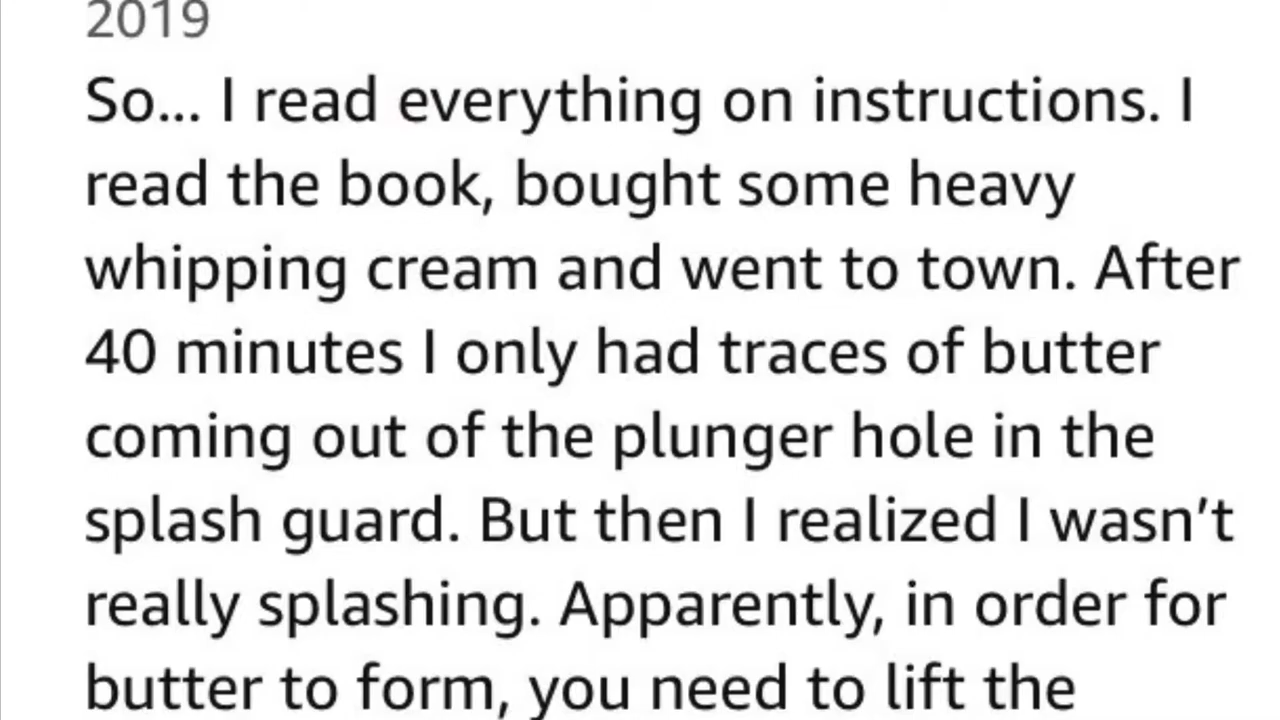 2019
So... I read everything on instructions. I
read the book, bought some heavy
whipping cream and went to town. After
40 minutes I only had traces of butter
coming out of the plunger hole in the
splash guard. But then I realized I wasn’t
really splashing. Apparently, in order for
butter to form, you need to lift the